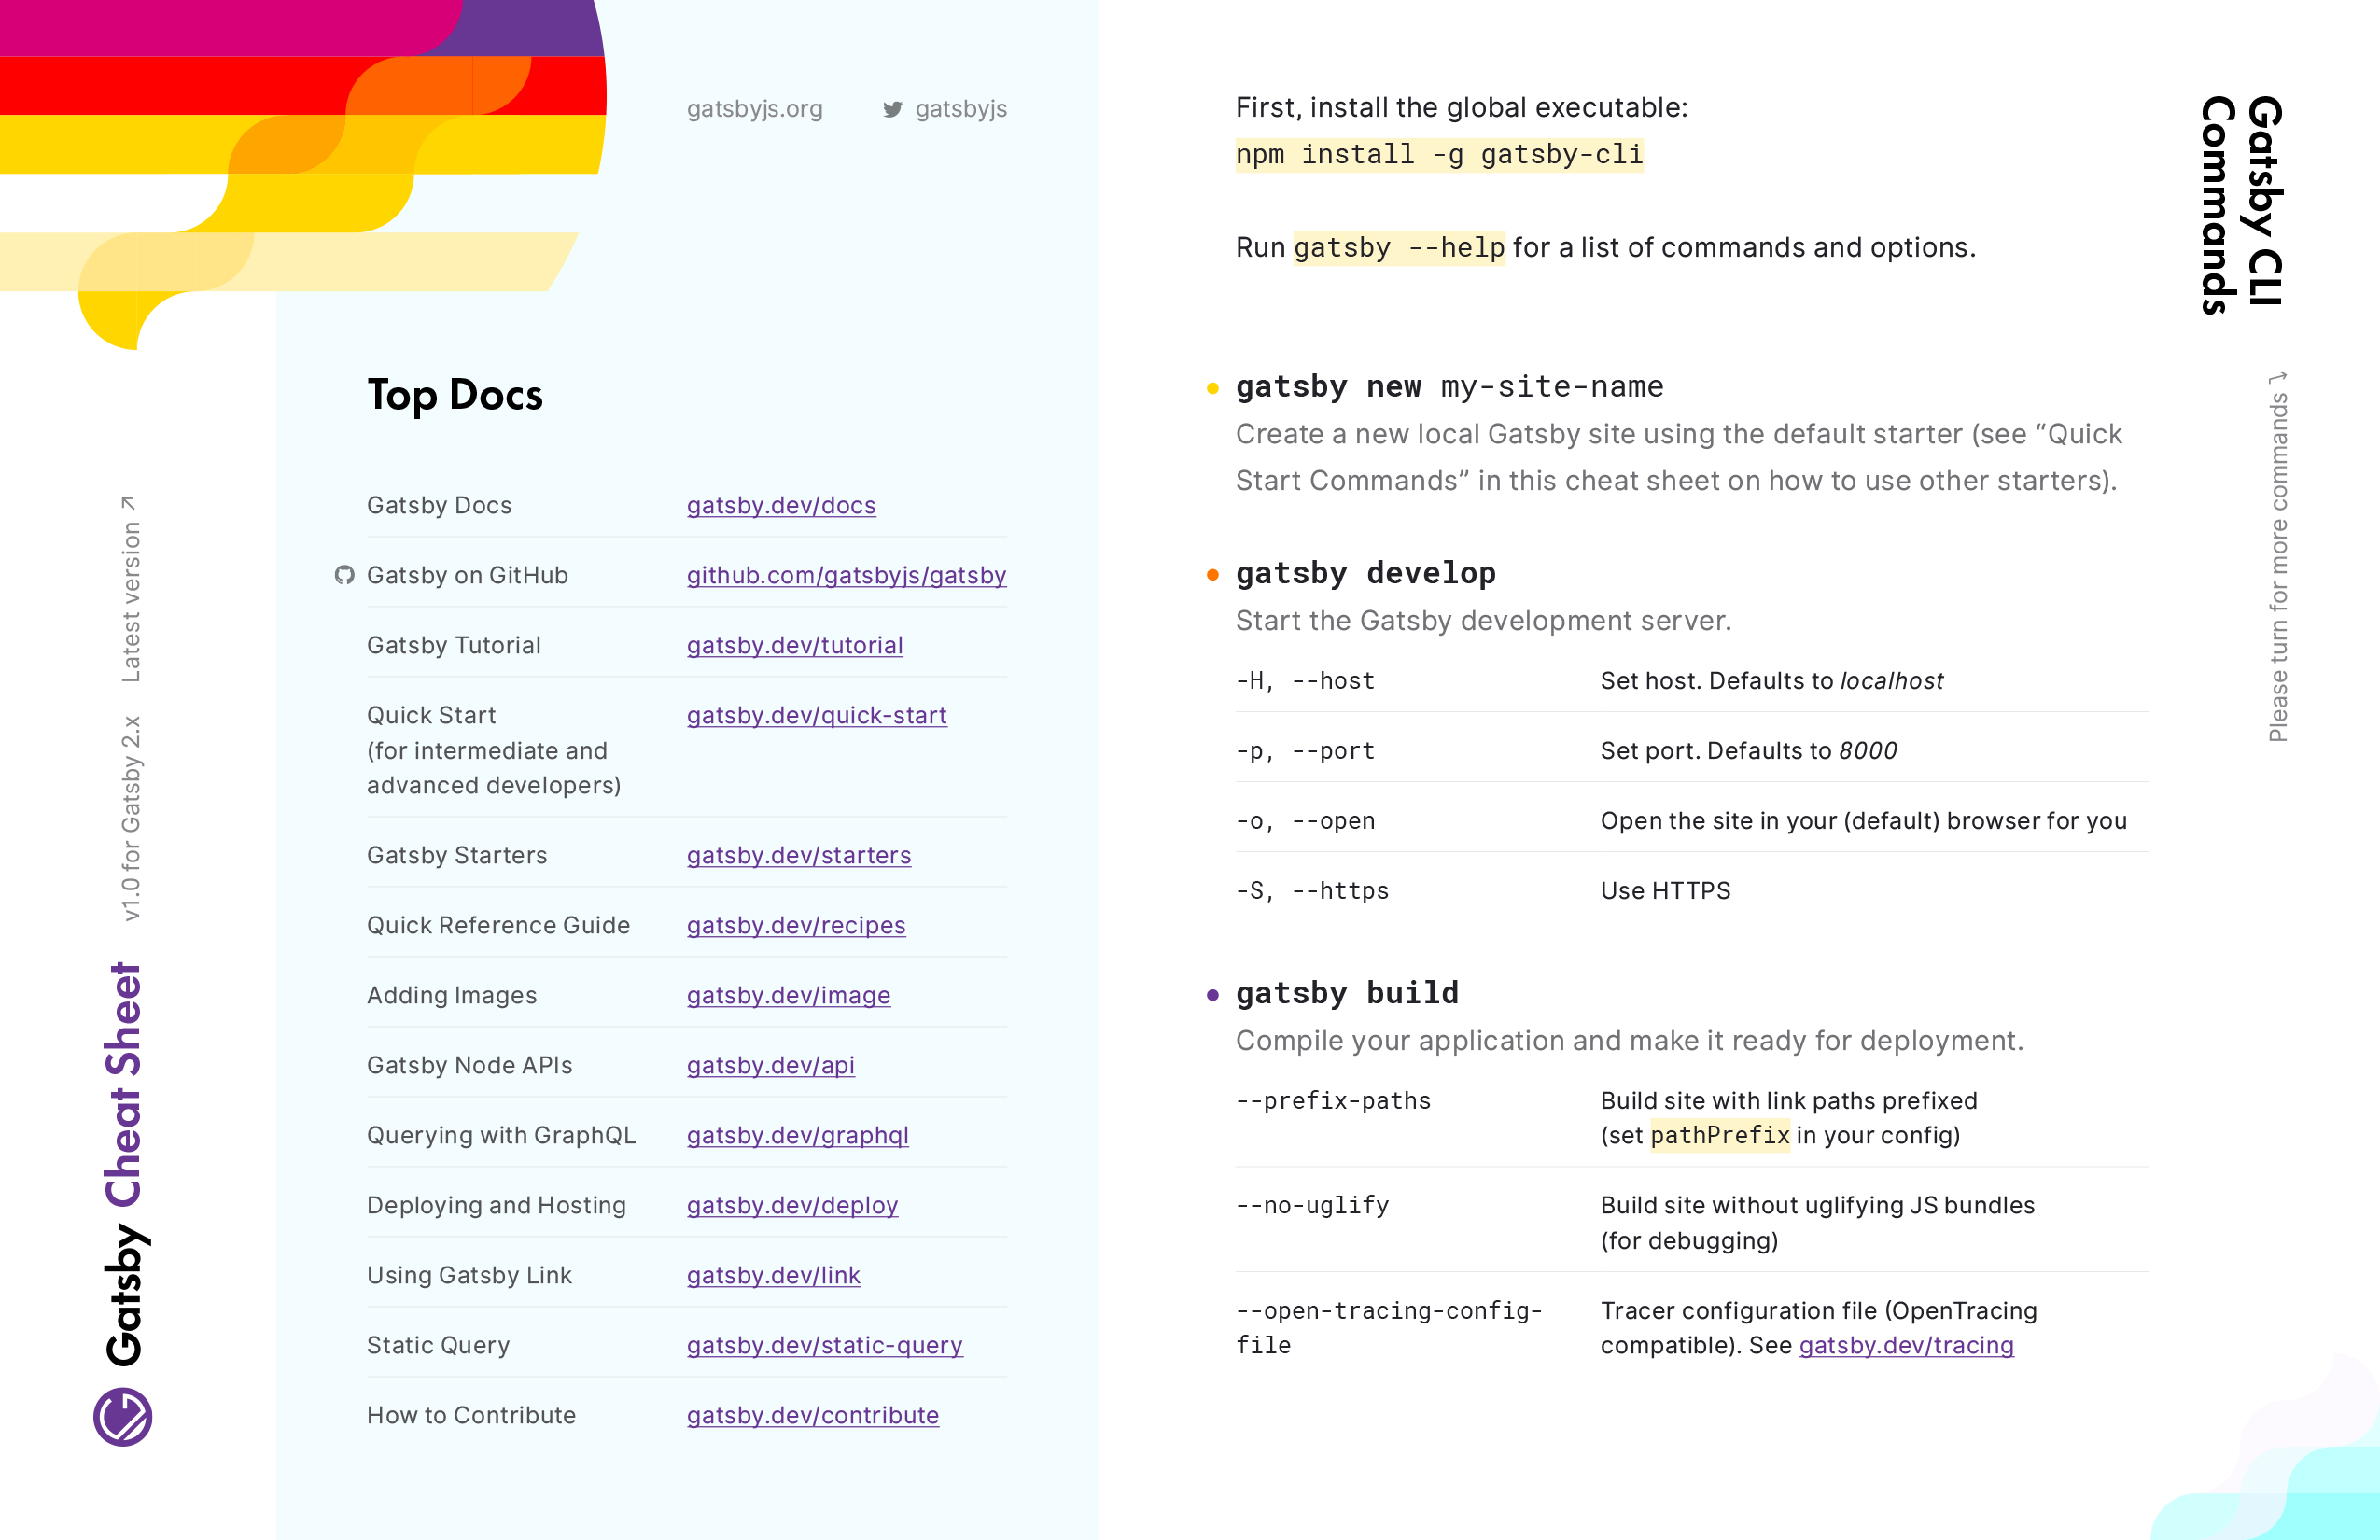 gatsbyjs.org gatsbyjs
Top Docs
Gatsby Docs gatsby.dev/docs
Gatsby on GitHub github.com/gatsbyjs/gatsby
Gatsby Tutorial gatsby.dev/tutorial
Quick Start gatsby.dev/quick-start
(for intermediate and
advanced developers)
Gatsby Starters gatsby.dev/starters
Quick Reference Guide gatsby.dev/recipes
Adding Images gatsby.dev/image
Gatsby Node APIs gatsby.dev/api
Querying with GraphQL gatsby.dev/graphql
Deploying and Hosting gatsby.dev/deploy
Using Gatsby Link gatsby.dev/link
Static Query gatsby.dev/static-query
How to Contribute gatsby.dev/contribute
Gatsby Cheat Sheet v1.0 for Gatsby 2.x Latest version ↗
First, install the global executable:
npm install -g gatsby-cli
Run gatsby --help for a list of commands and options.
gatsby new my-site-name
Create a new local Gatsby site using the default starter (see “Quick
Start Commands” in this cheat sheet on how to use other starters).
gatsby develop
Start the Gatsby development server.
-H, --host Set host. Defaults to localhost
-p, --port Set port. Defaults to 8000
-o, --open Open the site in your (default) browser for you
-S, --https Use HTTPS
gatsby build
Compile your application and make it ready for deployment.
--prefix-paths Build site with link paths prefixed
(set pathPrefix in your config)
--no-uglify Build site without uglifying JS bundles
(for debugging)
--open-tracing-config- Tracer configuration file (OpenTracing
file compatible). See gatsby.dev/tracing
Gatsby CLI
Commands
Please turn for more commands ⤵